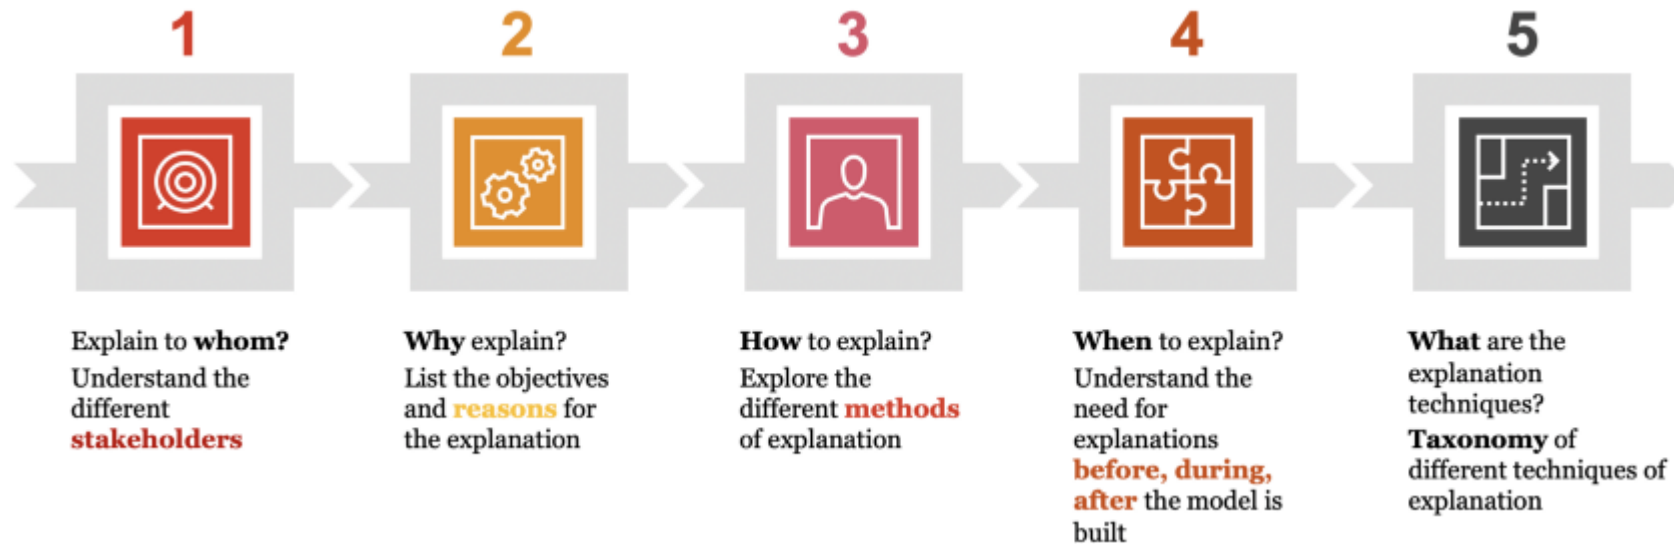 1
2
3
4
5
Explain to whom?
Understand the
different
stakeholders
Why explain?
List the objectives
and reasons for
the explanation
How to explain?
Explore the
different methods
of explanation
When to explain?
Understand the
need for
explanations
before, during,
after the model is
built
What are the
explanation
techniques?
Taxonomy of
different techniques of
explanation